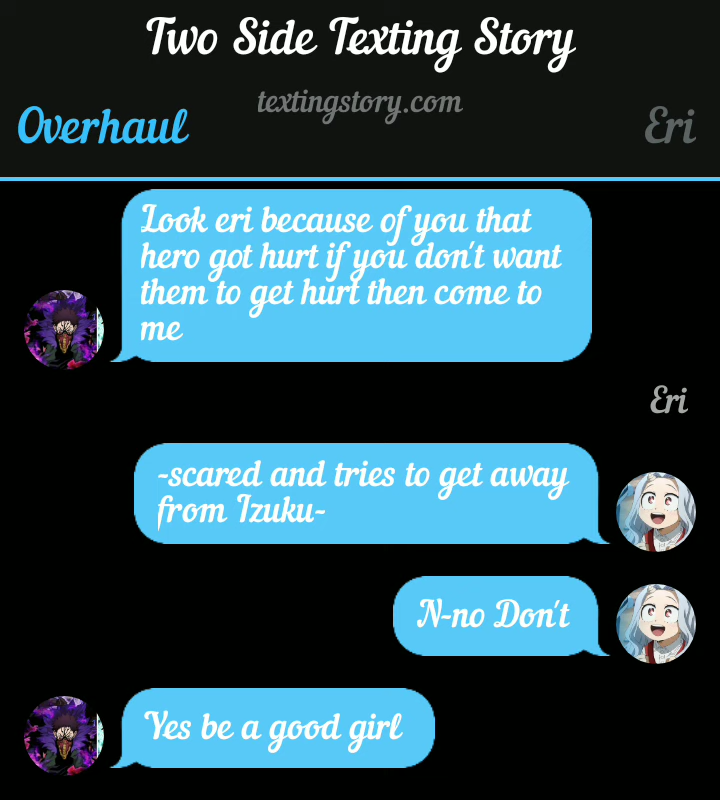 Two Side Texting Story
textingstory.com
Overhaul
Eri
Look eri because of you that
hero got hurt if you don't want
them to get hurt then come to
me
Eri
-scared and tries to get away
from Izuku-
N-no Don't
Yes be a good girl